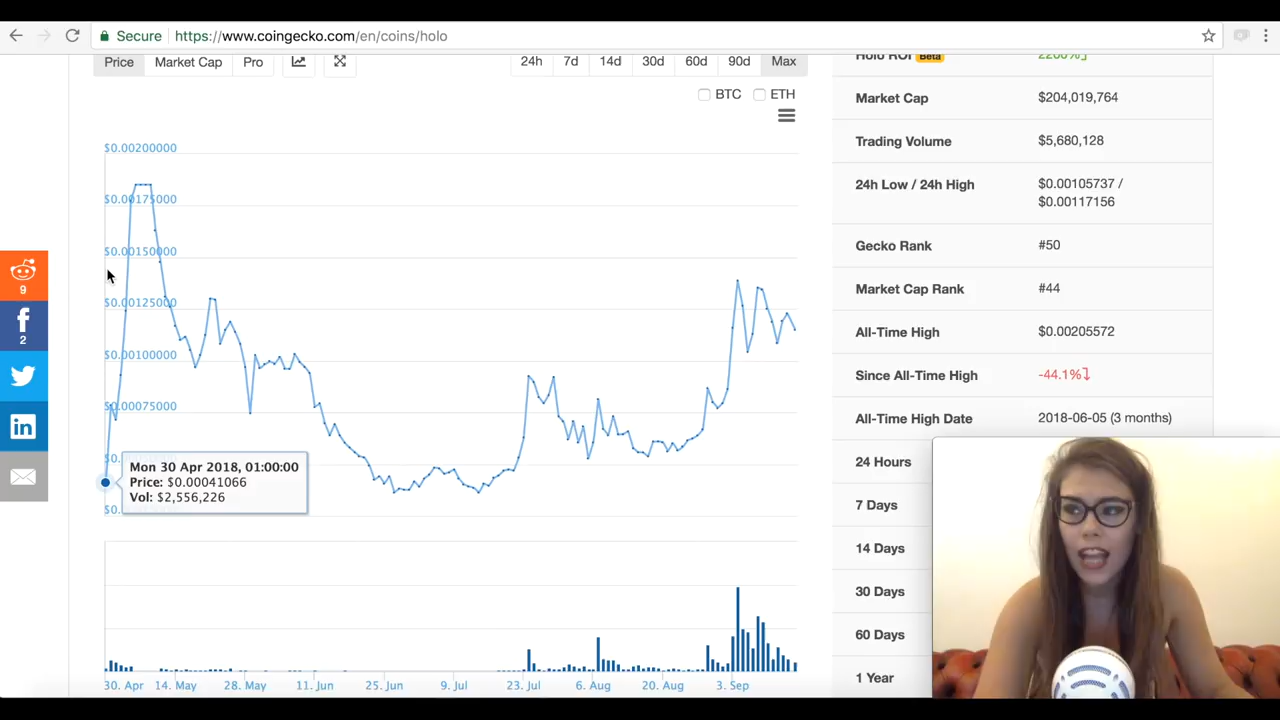 Secure https://www.coingecko.com/en/coins/holo
Price Market Cap Pro 24h 7d 14d 30d 60d 90d Max
BTC ETH
$0.00200000
$0.00175000
$0.00150000
$0.00125000
$0.00100000
$0.00075000
Mon 30 Apr 2018, 01:00:00
Price: $0.00041066
Vol: $2,556,226
30. Apr 14. May 28. May 11. Jun 25. Jun 9. Jul 23. Jul 6. Aug 20. Aug 3. Sep
9
2
Holo ROI Beta
Market Cap $204,019,764
Trading Volume $5,680,128
24h Low / 24h High $0.00105737 /
$0.00117156
Gecko Rank #50
Market Cap Rank #44
All-Time High $0.00205572
Since All-Time High -44.1%
All-Time High Date 2018-06-05 (3 months)
24 Hours
7 Days
14 Days
30 Days
60 Days
1 Year